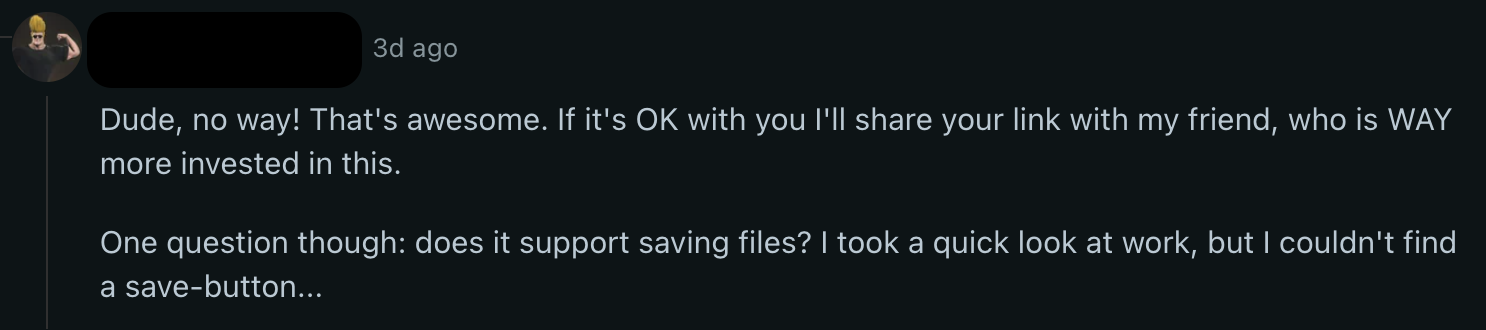 3d ago
Dude, no way! That's awesome. If it's OK with you I'll share your link with my friend, who is WAY
more invested in this.
One question though: does it support saving files? I took a quick look at work, but I couldn't find
a save-button...